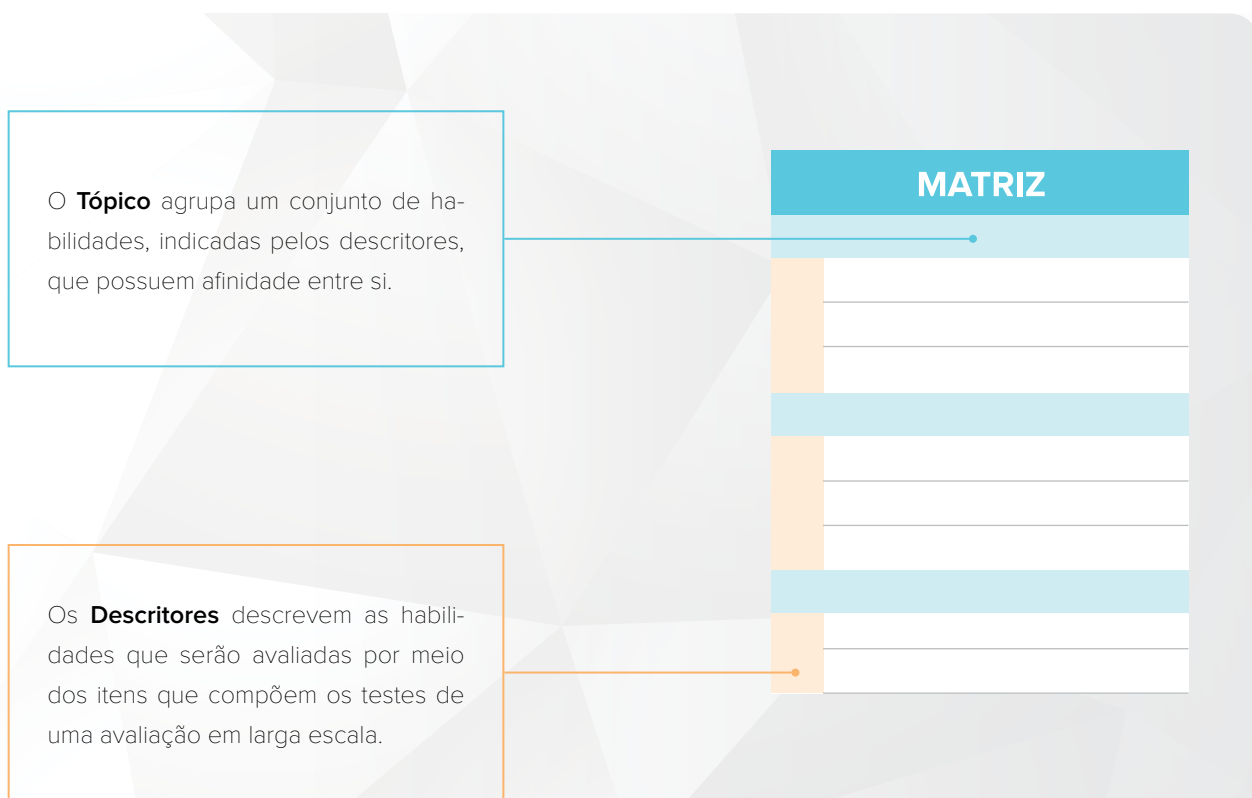 O Tópico agrupa um conjunto de ha-
bilidades, indicadas pelos descritores,
que possuem afinidade entre si.
MATRIZ
Os Descritores descrevem as habili-
dades que serão avaliadas por meio
dos itens que compõem os testes de
uma avaliação em larga escala.